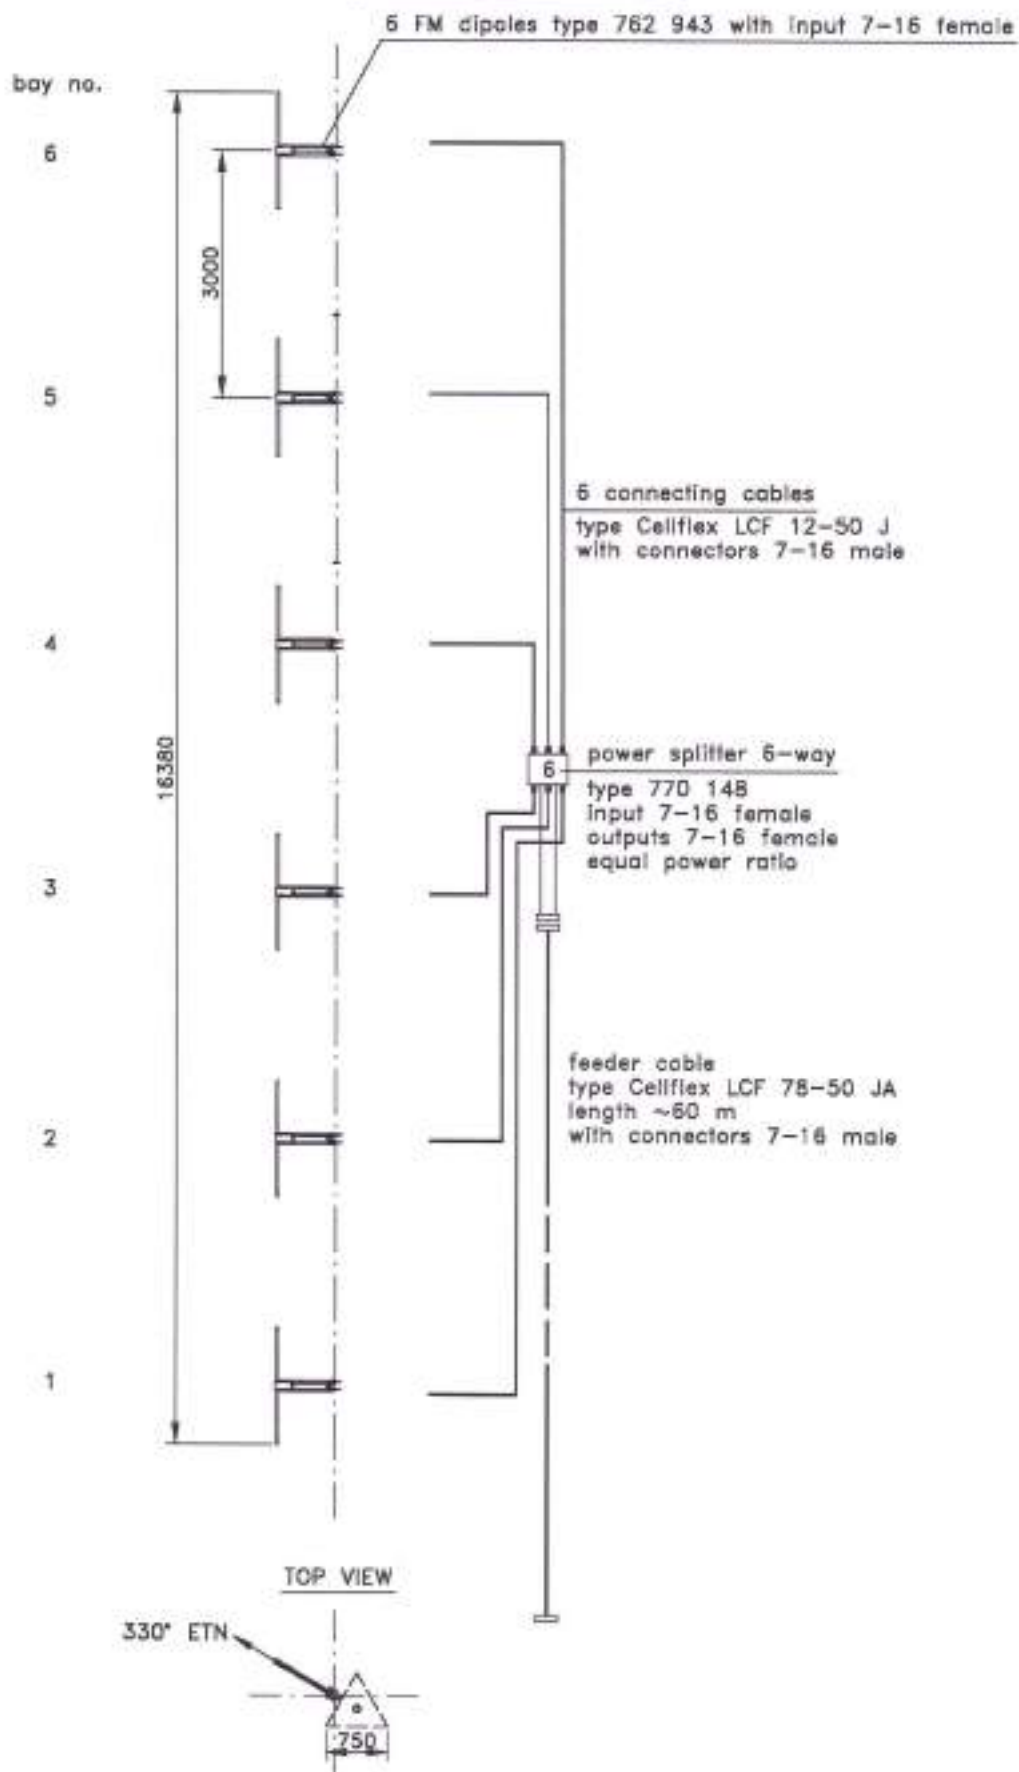 6 FM dipoles type 762 943 with input 7-16 female
bay no.
6
3000
5
6 connecting cables
type Cellflex LCF 12-50 J
with connectors 7-16 male
4
16380
power splitter 6-way
6
type 770 148
input 7-16 female
outputs 7-16 female
equal power ratio
3
feeder cable
type Cellflex LCF 78-50 JA
length ~60 m
with connectors 7-16 male
2
1
TOP VIEW
330° ETN
750